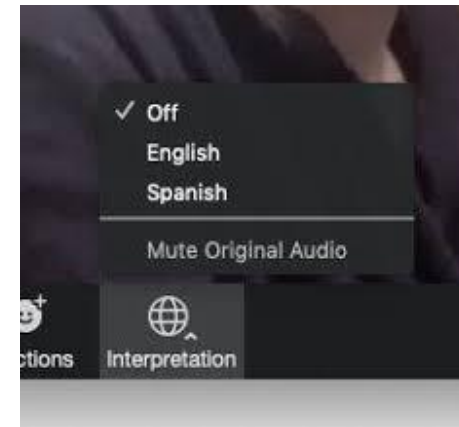 ✓ Off
English
Spanish
Mute Original Audio
ctions Interpretation